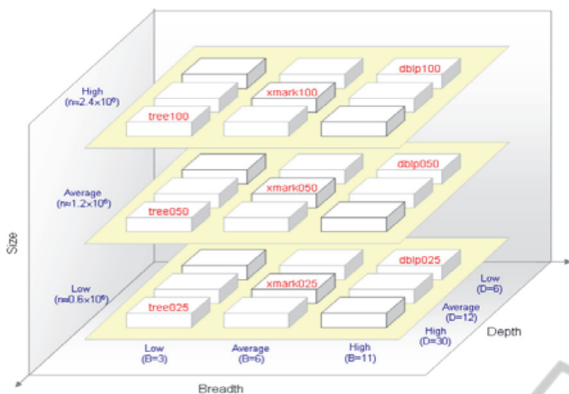 dblp100
High
(n=2.4×10⁶)
xmark100
tree100
dblp050
Average
(n≈1.2×10⁶)
xmark050
tree050
Size
dblp025
Low
(n≈0.6×10⁶)
xmark025
Low
(D=6)
tree025
Average
(D=12)
High
(D=30)
Depth
Low
(B=3)
Average
(B=6)
High
(B=11)
Breadth